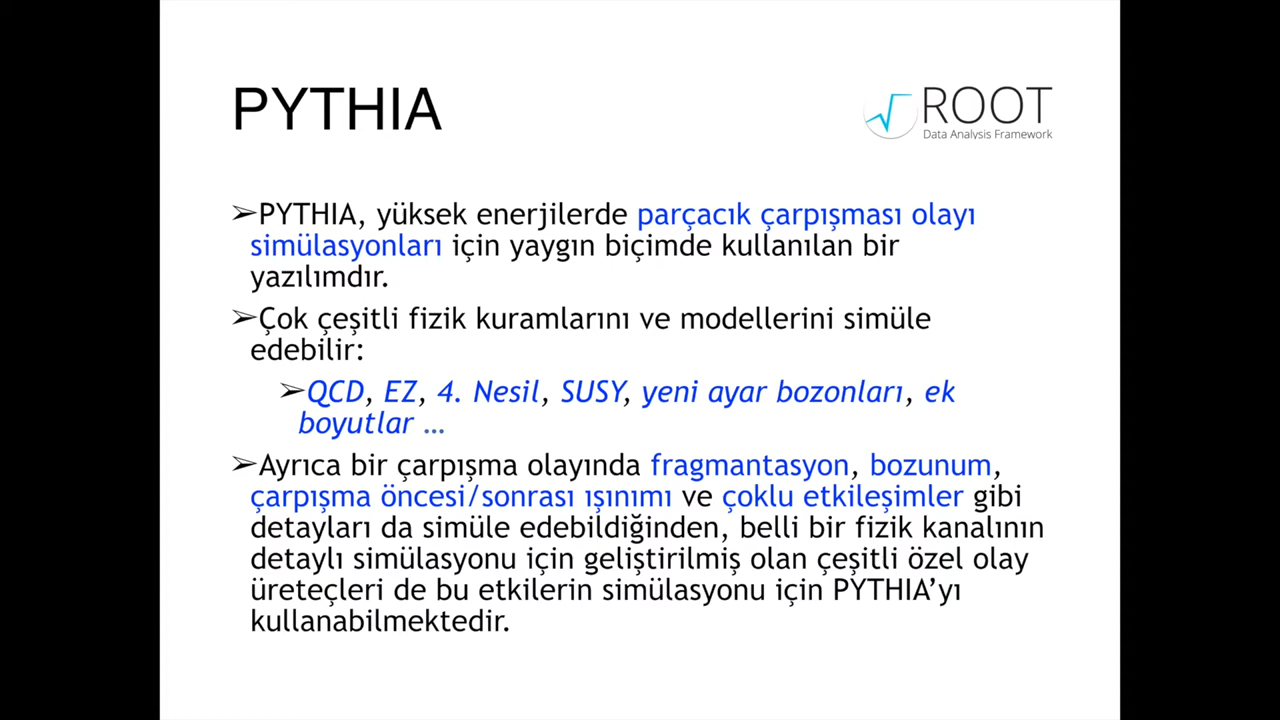 PYTHIA
ROOT
Data Analysis Framework
➢PYTHIA, yüksek enerjilerde parçacık çarpışması olayı
simülasyonları için yaygın biçimde kullanılan bir
yazılımdır.
➢Çok çeşitli fizik kuramlarını ve modellerini simüle
edebilir:
➢QCD, EZ, 4. Nesil, SUSY, yeni ayar bozonları, ek
boyutlar …
➢Ayrıca bir çarpışma olayında fragmantasyon, bozunum,
çarpışma öncesi/sonrası ışınımı ve çoklu etkileşimler gibi
detayları da simüle edebildiğinden, belli bir fizik kanalının
detaylı simülasyonu için geliştirilmiş olan çeşitli özel olay
üreteçleri de bu etkilerin simülasyonu için PYTHIA’yı
kullanabilmektedir.